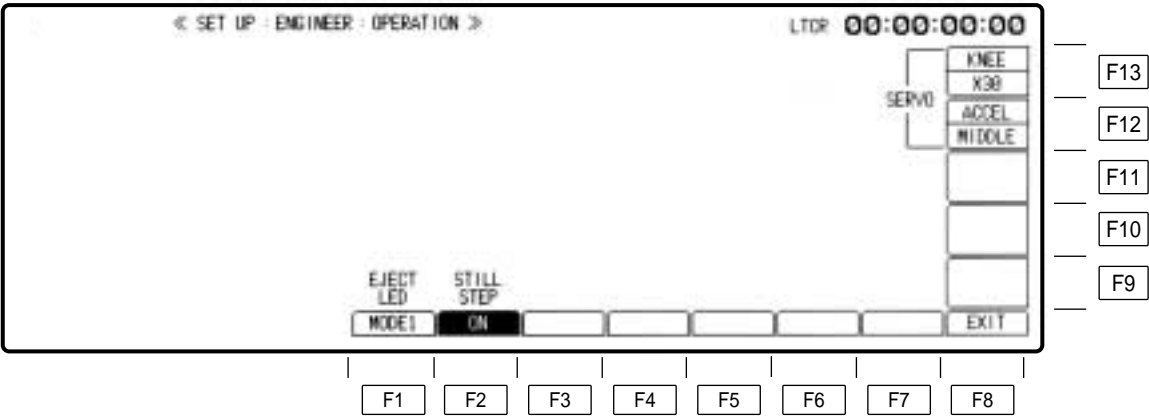 ≪ SET UP : ENGINEER : OPERATION ≫
LTCR 00:00:00:00
KNEE
X30
SERVO
ACCEL
MIDDLE
F13
F12
F11
F10
F9
EJECT
LED
STILL
STEP
MODE1
ON
EXIT
F1
F2
F3
F4
F5
F6
F7
F8